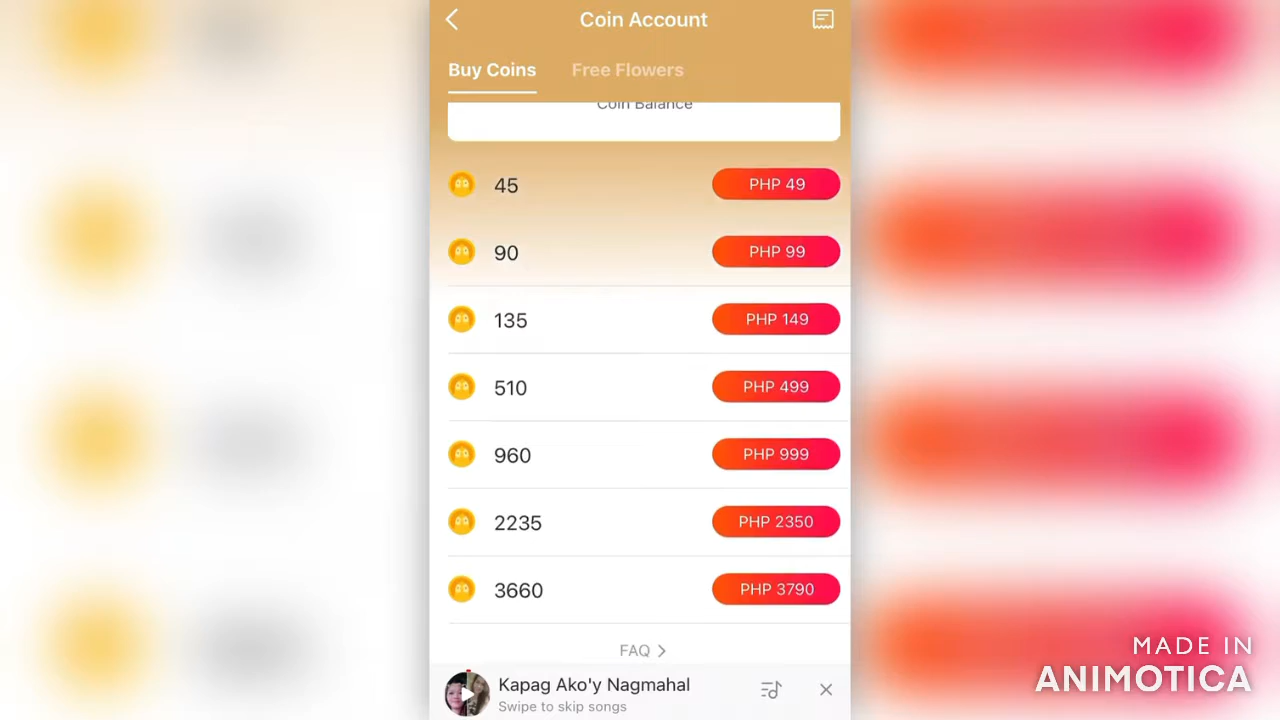 Coin Account
Buy Coins Free Flowers
Coin Balance
45 PHP 49
90 PHP 99
135 PHP 149
510 PHP 499
960 PHP 999
2235 PHP 2350
3660 PHP 3790
FAQ
Kapag Ako'y Nagmahal
Swipe to skip songs
MADE IN
ANIMOTICA